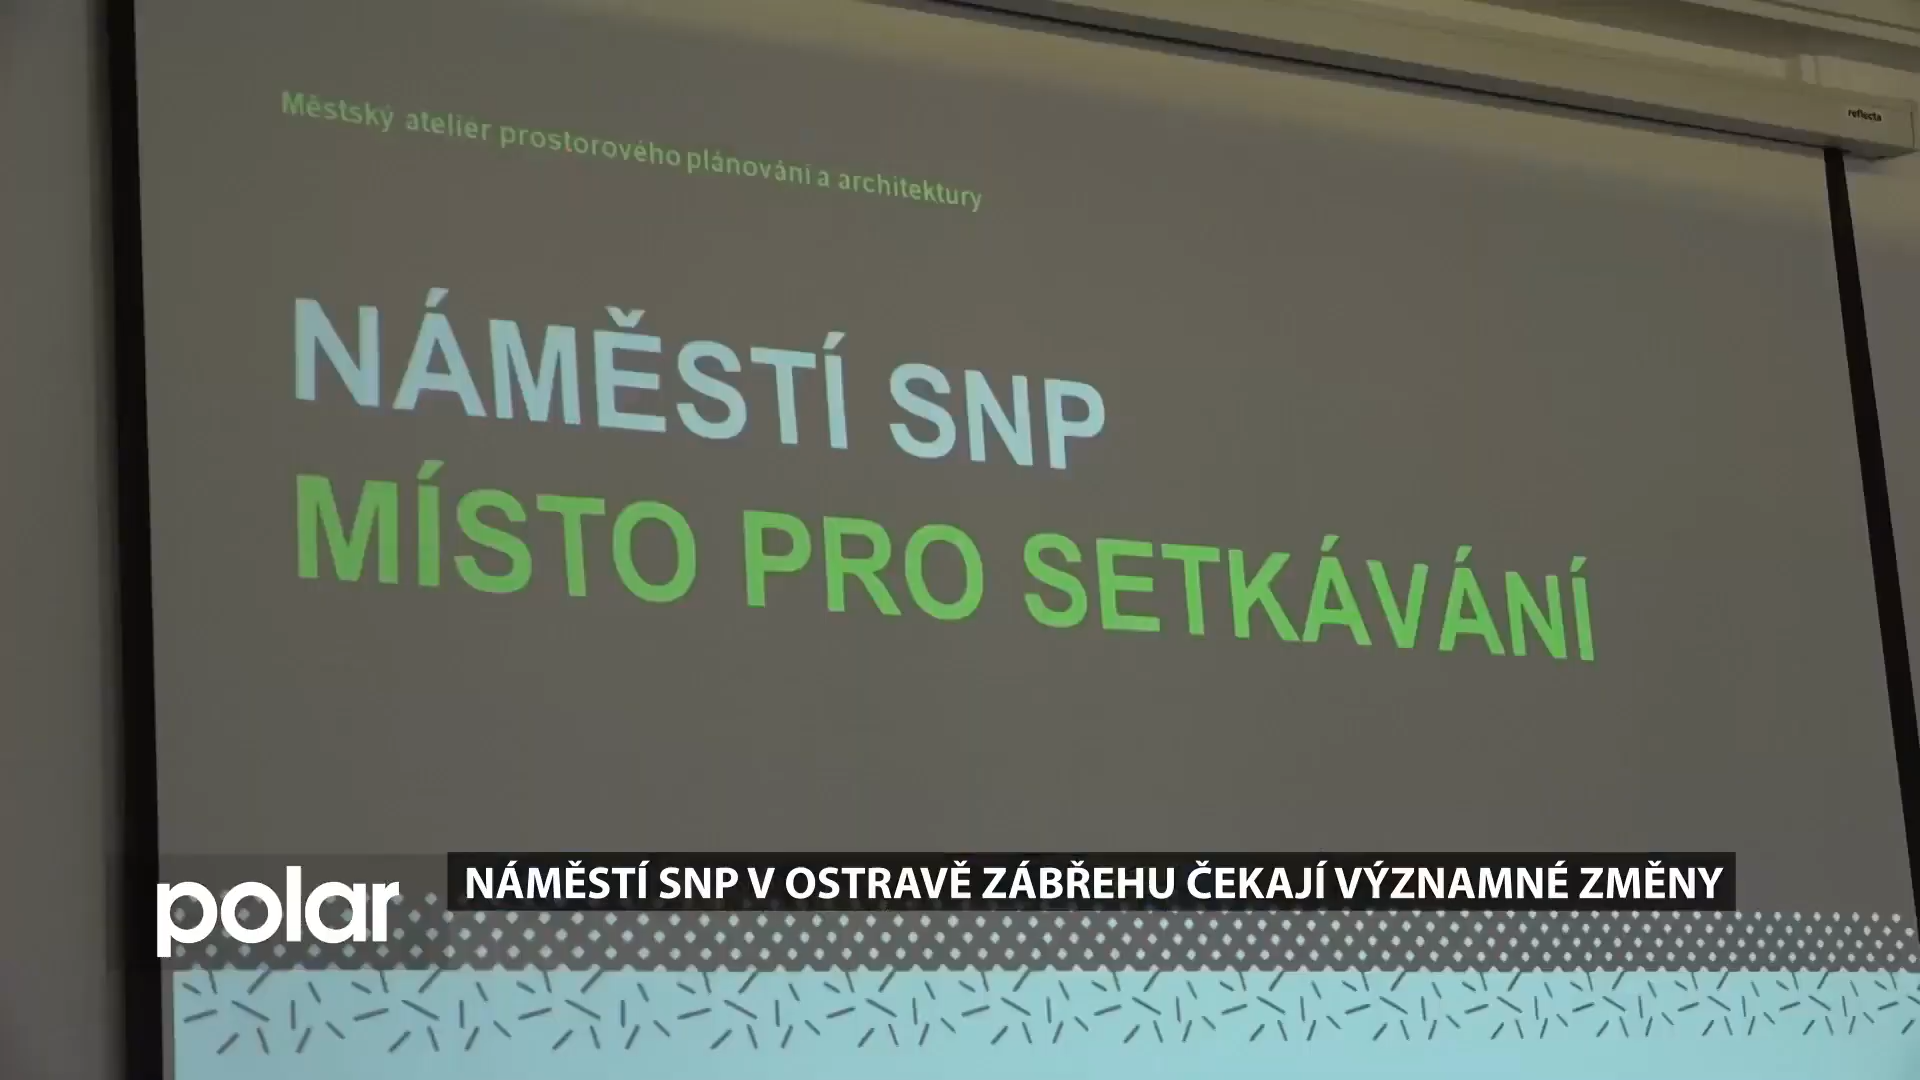 reflecta
Městský atelier prostorového plánování a architektury
NÁMĚSTÍ SNP
MÍSTO PRO SETKÁVÁNÍ
NÁMĚSTÍ SNP V OSTRAVĚ ZÁBŘEHU ČEKAJÍ VÝZNAMNÉ ZMĚNY
polar